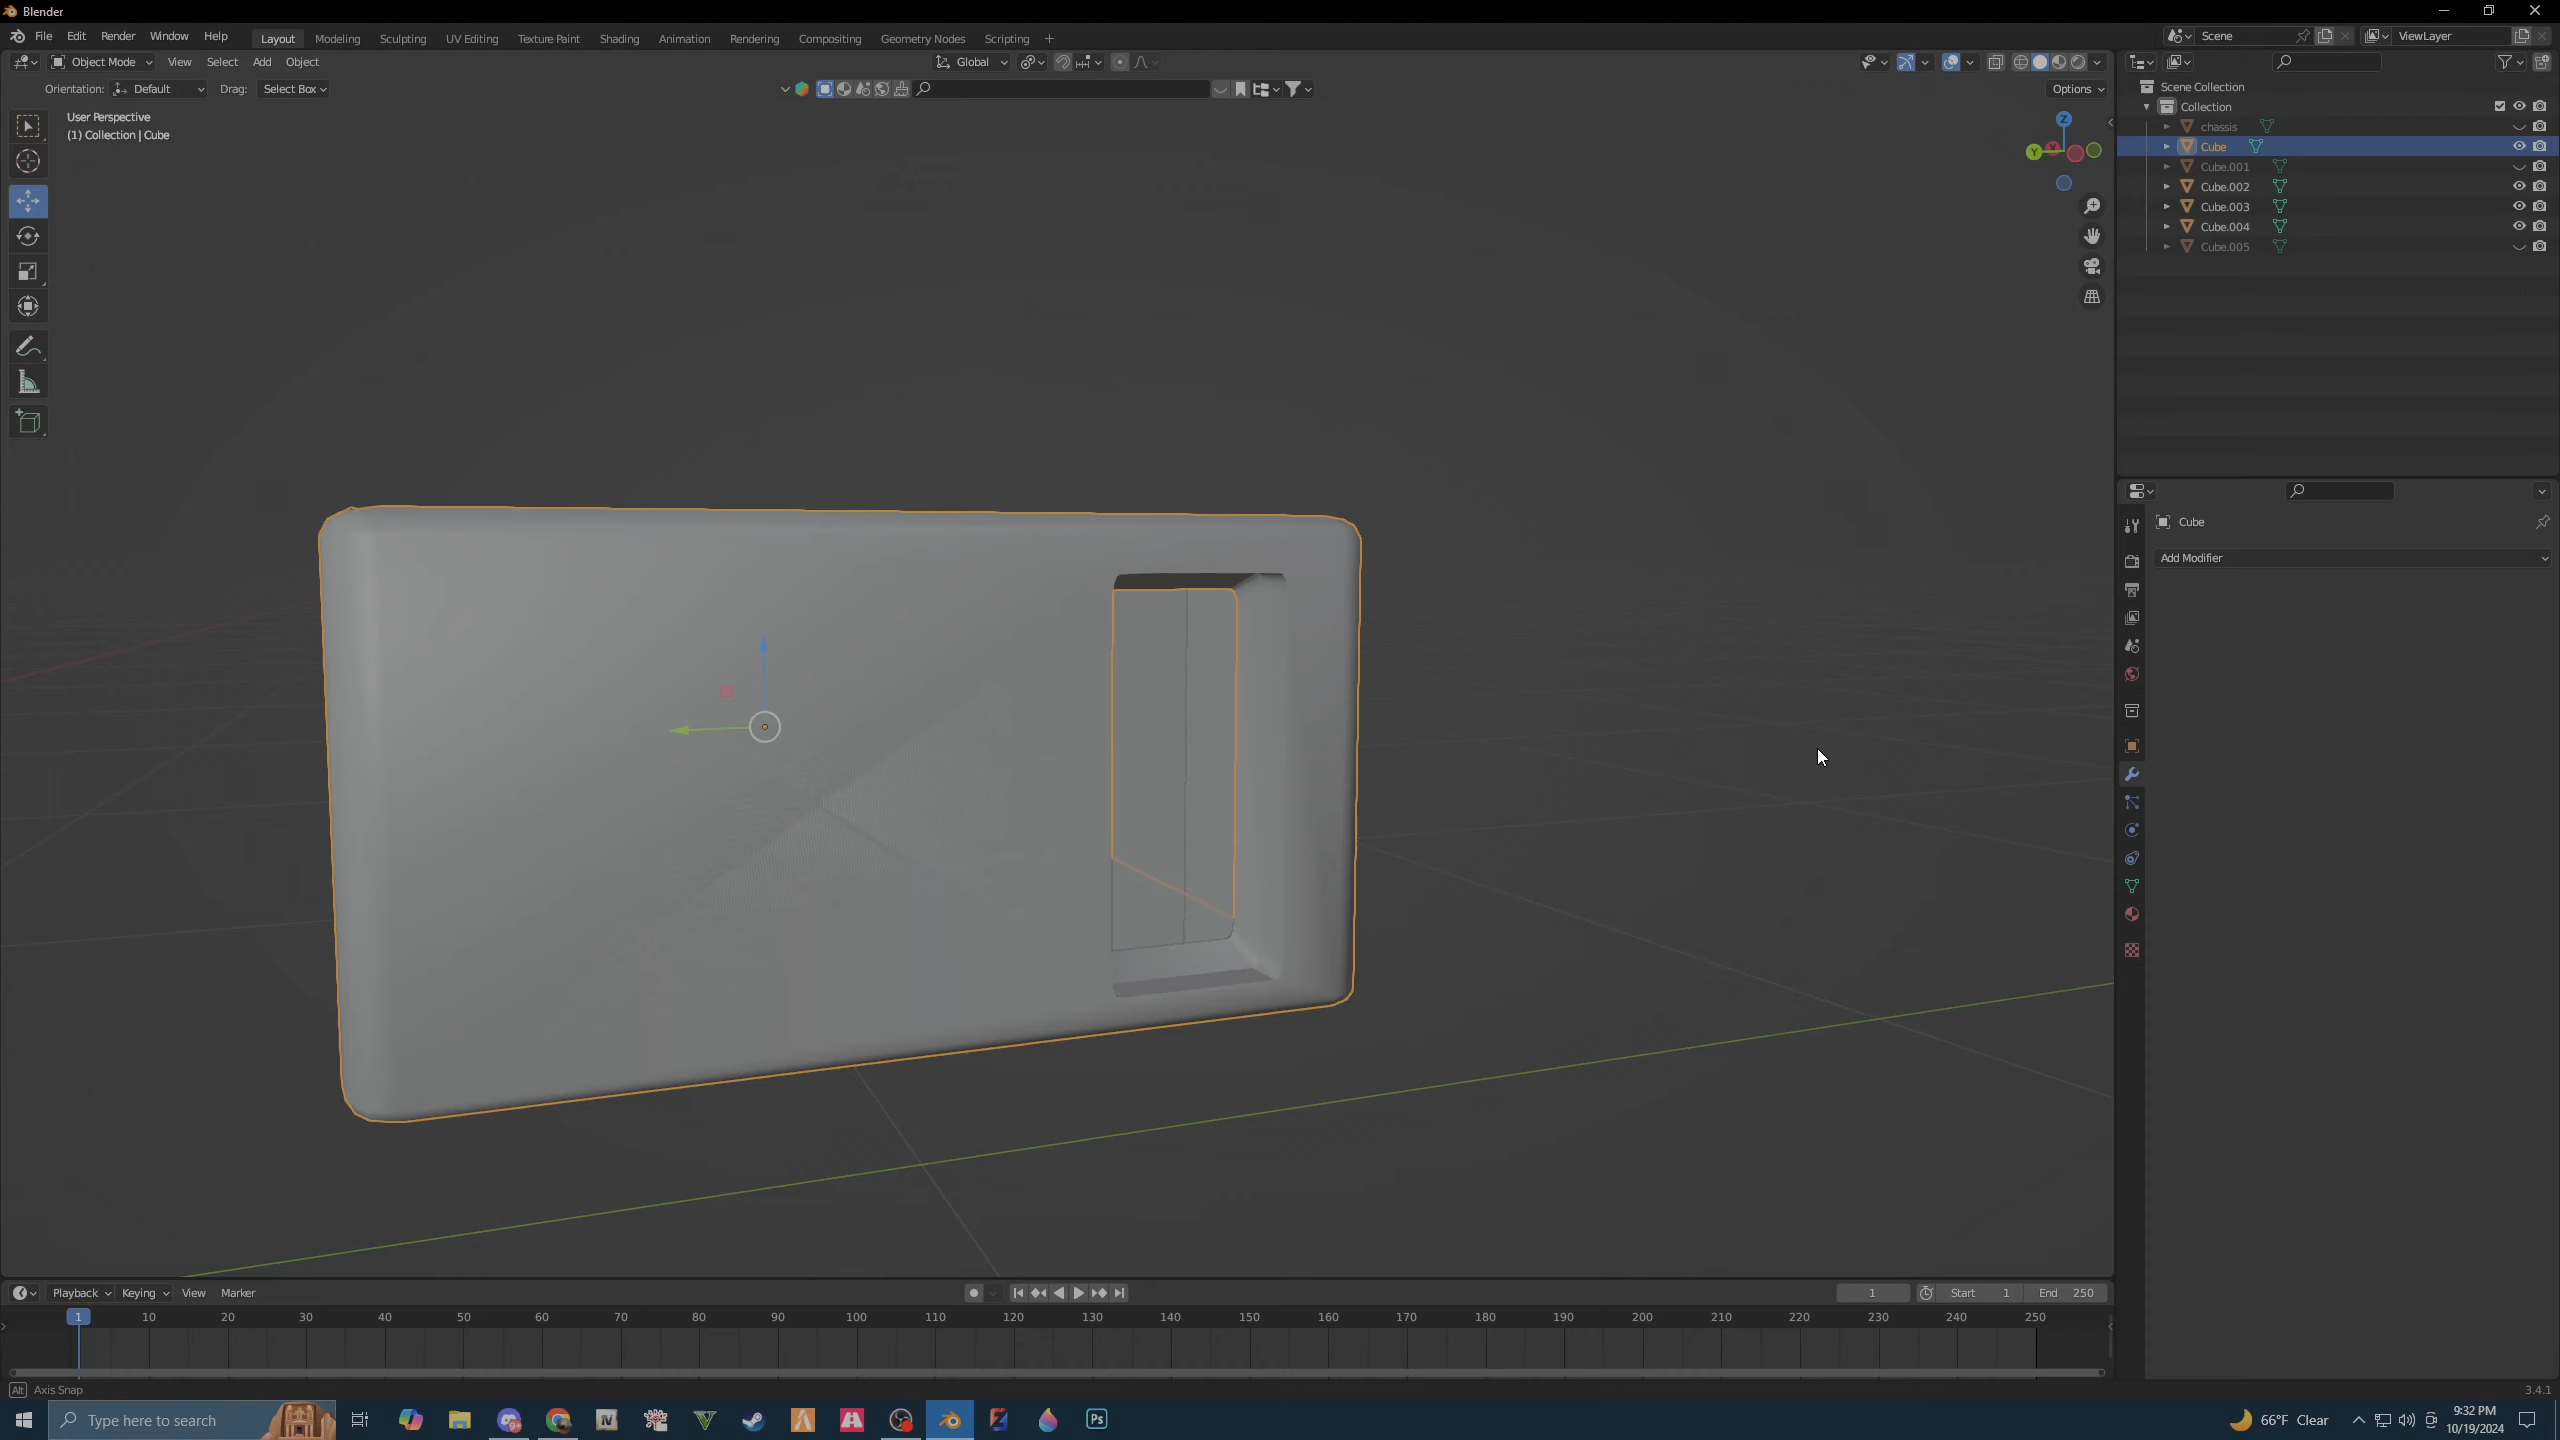 Blender
File Edit Render Window Help Layout Modeling Sculpting UV Editing Texture Paint Shading Animation Rendering Compositing Geometry Nodes Scripting + Scene ViewLayer
Object Mode View Select Add Object Global
Orientation: Default Drag: Select Box Options
User Perspective
(1) Collection | Cube
Z
Y
X
Scene Collection
Collection
chassis
Cube
Cube.001
Cube.002
Cube.003
Cube.004
Cube.005
Cube
Add Modifier
Playback Keying View Marker 1 Start 1 End 250
1 10 20 30 40 50 60 70 80 90 100 110 120 130 140 150 160 170 180 190 200 210 220 230 240 250
Alt Axis Snap 3.4.1
Type here to search
Ps
66°F Clear
9:32 PM
10/19/2024